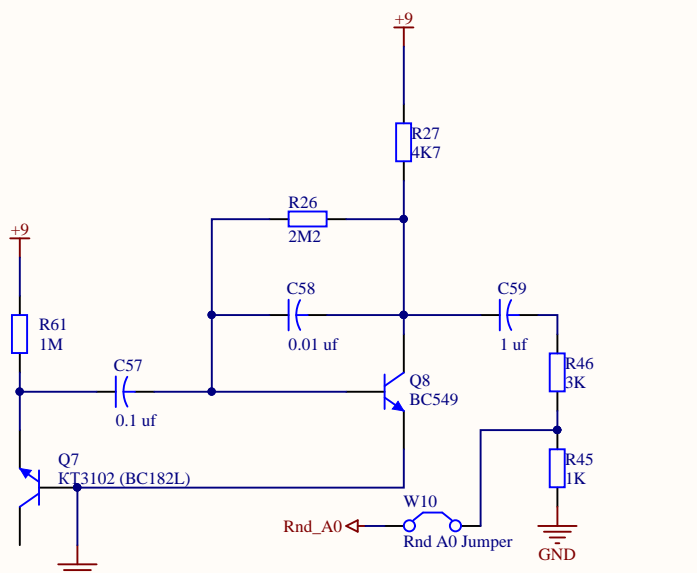 +9
R27
4K7
R26
2M2
+9
C58
0.01 uf
C59
1 uf
R61
1M
C57
0.1 uf
R46
3K
Q8
BC549
Q7
KT3102 (BC182L)
R45
1K
W10
Rnd_A0
Rnd A0 Jumper
GND